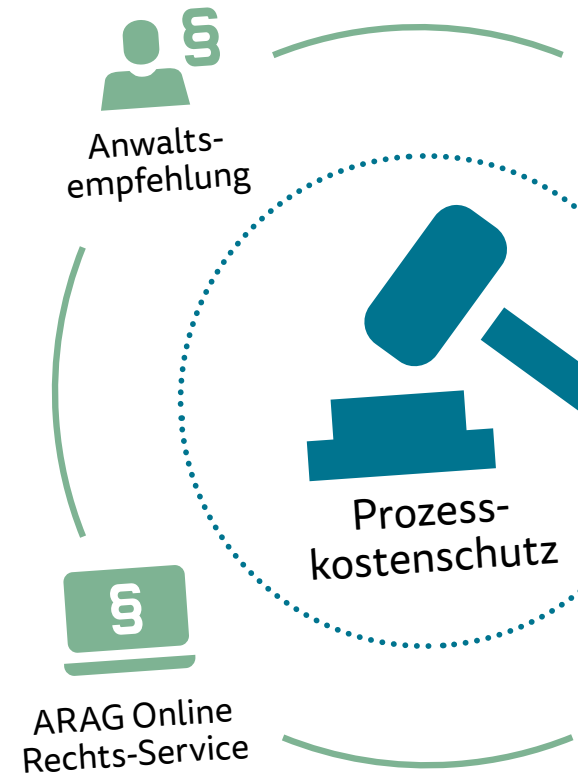 §
Anwalts-
empfehlung
Prozess-
kostenschutz
§
ARAG Online
Rechts-Service